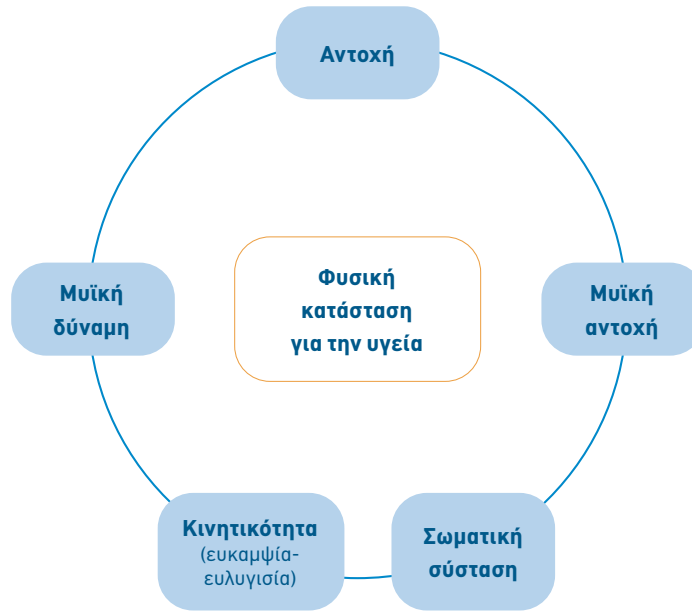 Αντοχή
Φυσική
κατάσταση
για την υγεία
Μυϊκή
δύναμη
Μυϊκή
αντοχή
Κινητικότητα
(ευκαμψία-
ευλυγισία)
Σωματική
σύσταση